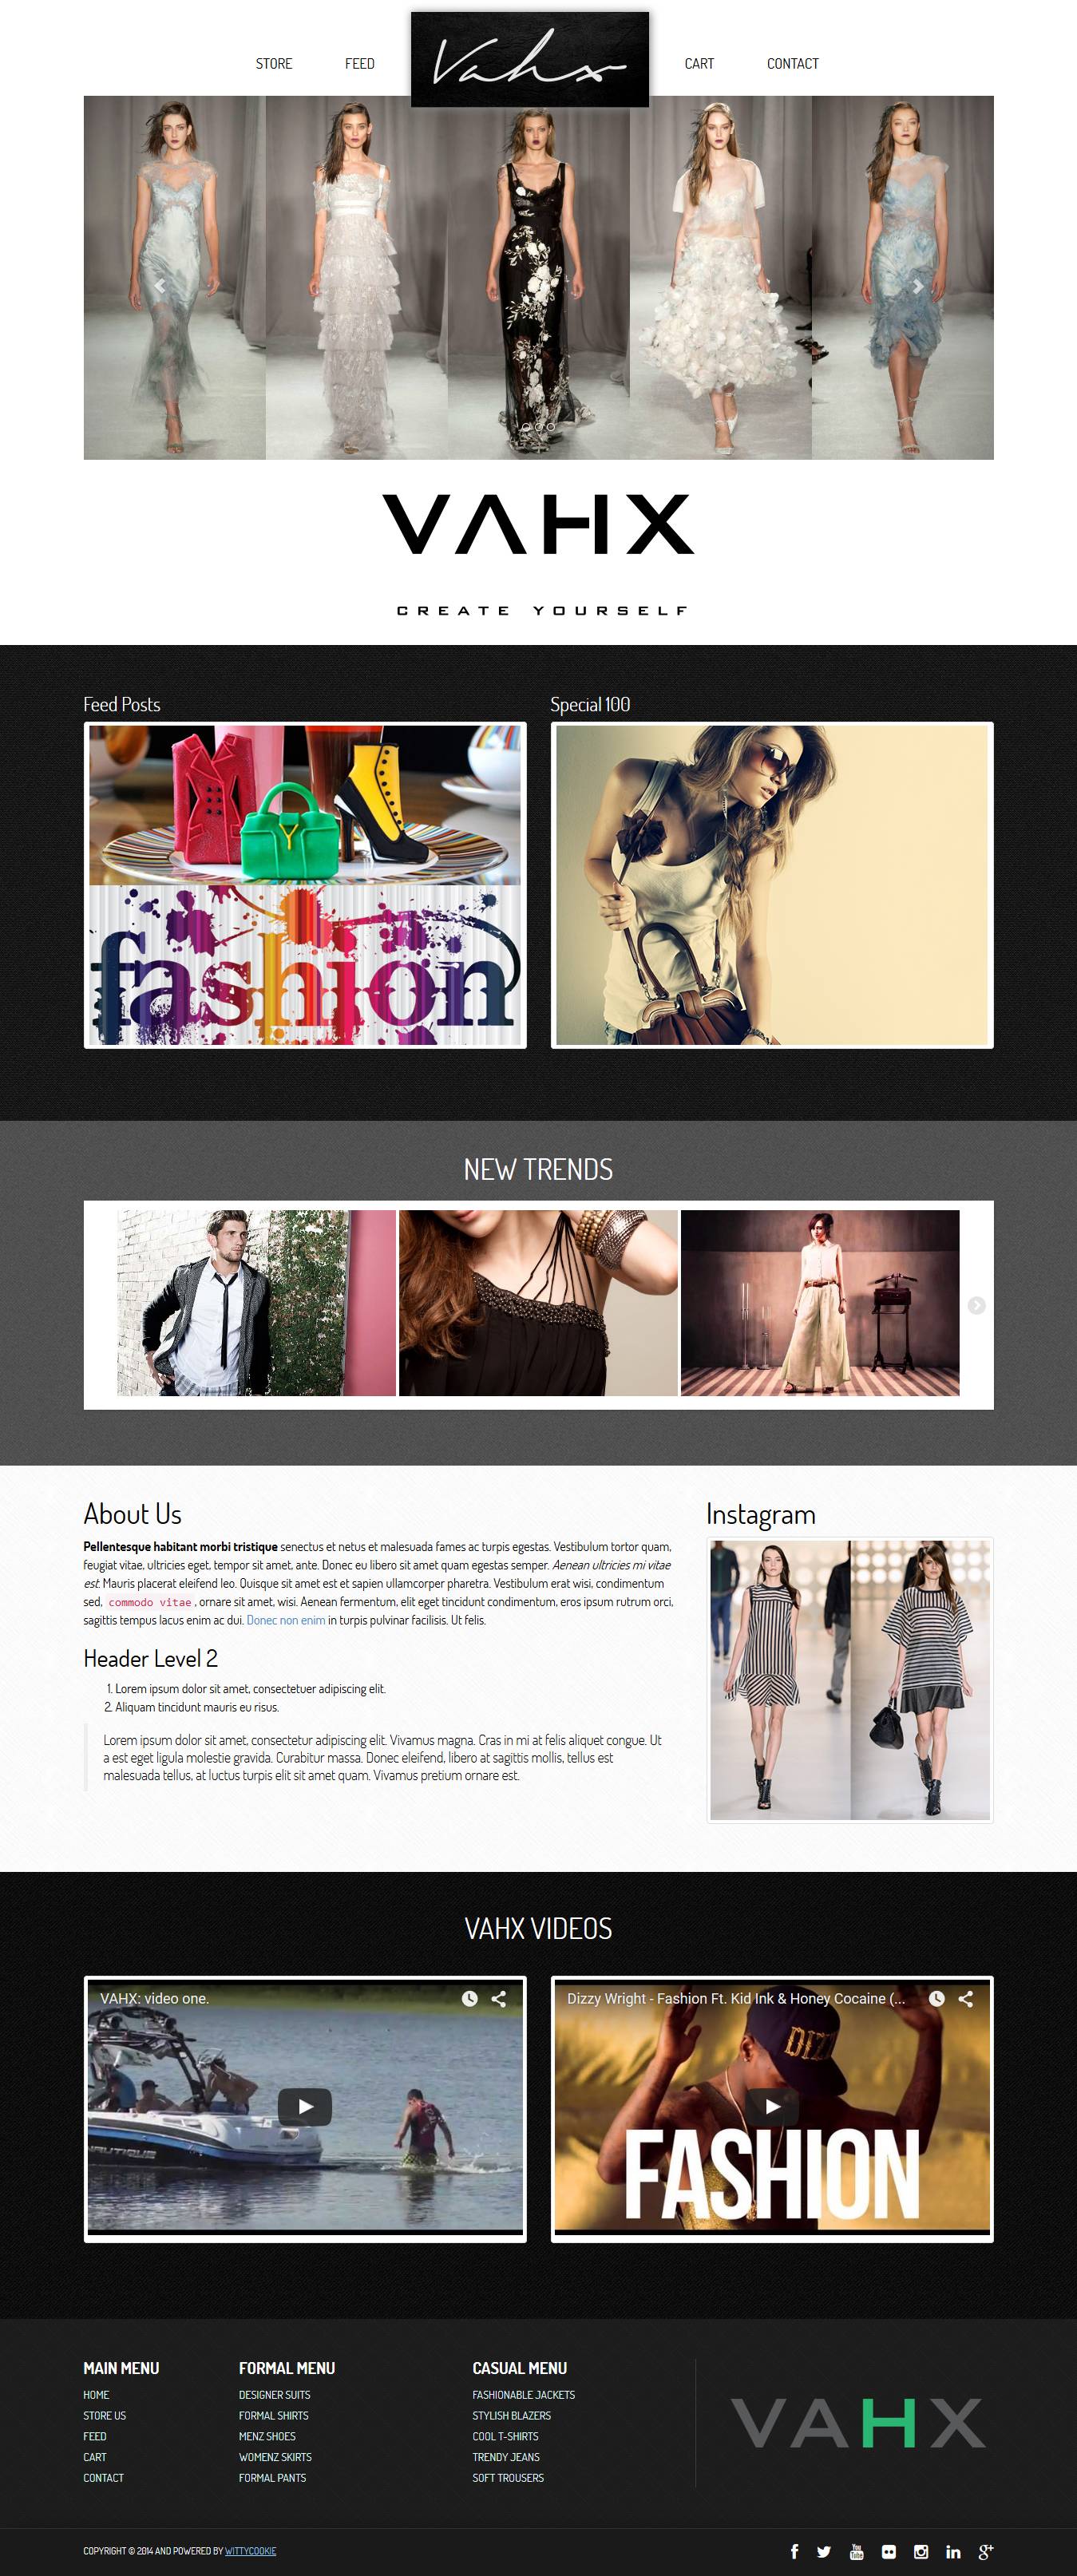 STORE FEED Vahx CART CONTACT
VAHX
CREATE YOURSELF
Feed Posts
Special 100
fashion
NEW TRENDS
About Us
Pellentesque habitant morbi tristique senectus et netus et malesuada fames ac turpis egestas. Vestibulum tortor quam,
feugiat vitae, ultricies eget, tempor sit amet, ante. Donec eu libero sit amet quam egestas semper. Aenean ultricies mi vitae
est. Mauris placerat eleifend leo. Quisque sit amet est et sapien ullamcorper pharetra. Vestibulum erat wisi, condimentum
sed, commodo vitae , ornare sit amet, wisi. Aenean fermentum, elit eget tincidunt condimentum, eros ipsum rutrum orci,
sagittis tempus lacus enim ac dui. Donec non enim in turpis pulvinar facilisis. Ut felis.
Header Level 2
1. Lorem ipsum dolor sit amet, consectetuer adipiscing elit.
2. Aliquam tincidunt mauris eu risus.
Lorem ipsum dolor sit amet, consectetur adipiscing elit. Vivamus magna. Cras in mi at felis aliquet congue. Ut
a est eget ligula molestie gravida. Curabitur massa. Donec eleifend, libero at sagittis mollis, tellus est
malesuada tellus, at luctus turpis elit sit amet quam. Vivamus pretium ornare est.
Instagram
VAHX VIDEOS
VAHX: video one.
NAUTIQUE
Dizzy Wright - Fashion Ft. Kid Ink & Honey Cocaine (...
FASHION
MAIN MENU
HOME
STORE US
FEED
CART
CONTACT
FORMAL MENU
DESIGNER SUITS
FORMAL SHIRTS
MENZ SHOES
WOMENZ SKIRTS
FORMAL PANTS
CASUAL MENU
FASHIONABLE JACKETS
STYLISH BLAZERS
COOL T-SHIRTS
TRENDY JEANS
SOFT TROUSERS
VAHX
COPYRIGHT © 2014 AND POWERED BY WITTYCOOKIE
You Tube